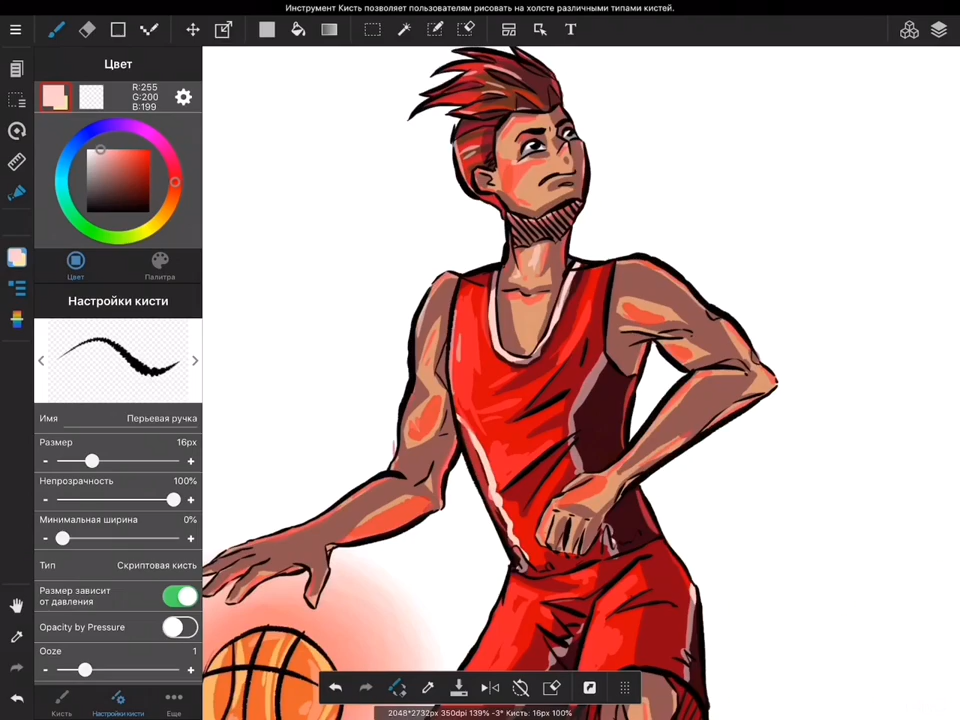 Инструмент Кисть позволяет пользователям рисовать на холсте различными типами кистей.
T
Цвет
R:255
G:200
B:199
Цвет
Палитра
Настройки кисти
Имя
Перьевая ручка
Размер
16px
- +
Непрозрачность
100%
- +
Минимальная ширина
0%
- +
Тип
Скриптовая кисть
Размер зависит
от давления
Opacity by Pressure
Ooze
1
- +
Кисть
Настройки кисти
Еще
2048*2732px 350dpi 139% -3° Кисть: 16px 100%